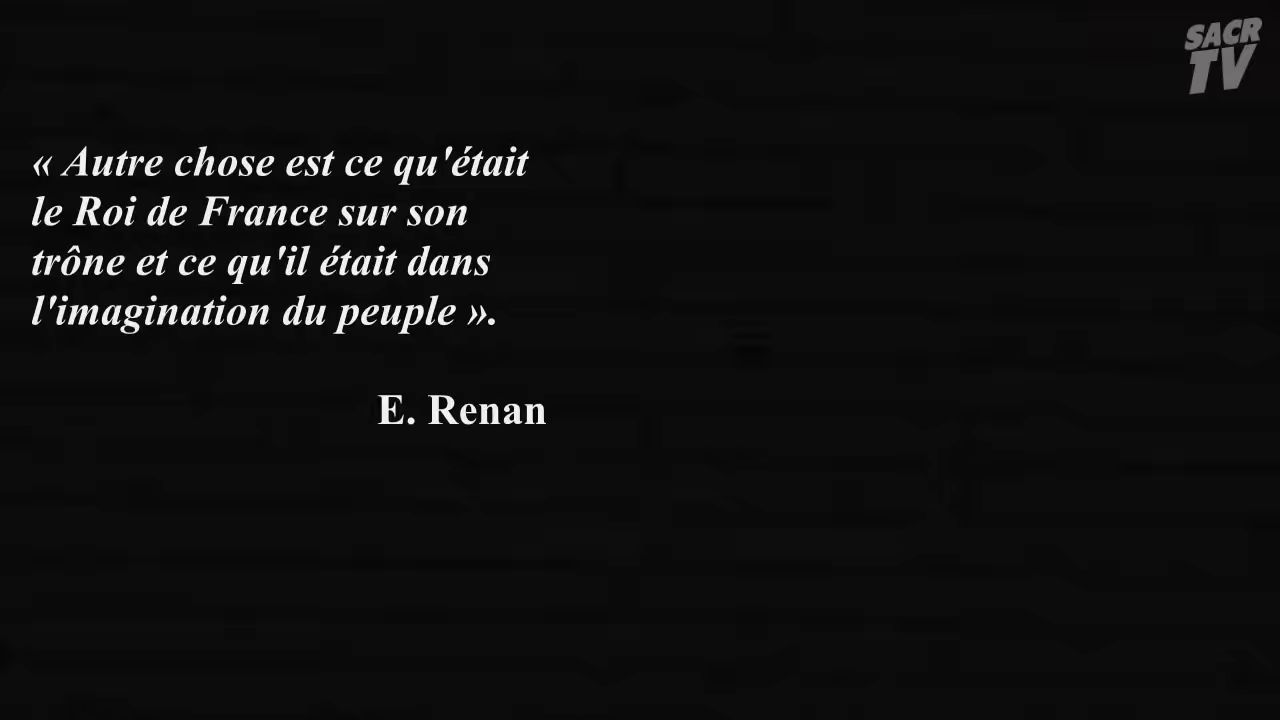 SACR
TV
« Autre chose est ce qu'était
le Roi de France sur son
trône et ce qu'il était dans
l'imagination du peuple ».
E. Renan